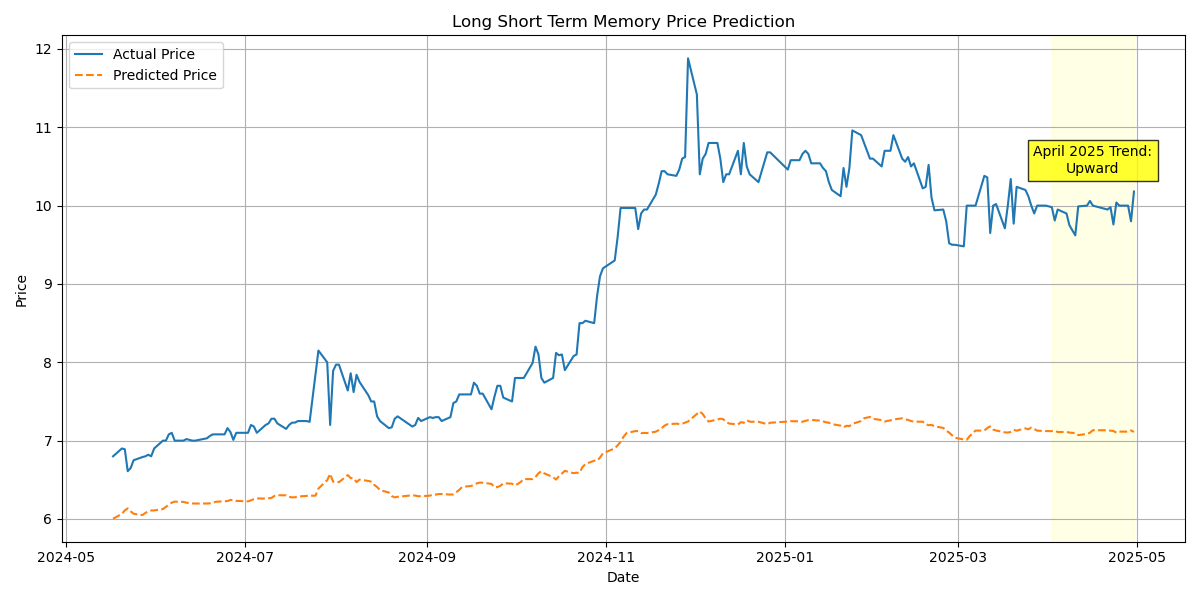 Long Short Term Memory Price Prediction
Actual Price
Predicted Price
April 2025 Trend:
Upward
Price
12
11
10
9
8
7
6
2024-05
2024-07
2024-09
2024-11
2025-01
2025-03
2025-05
Date